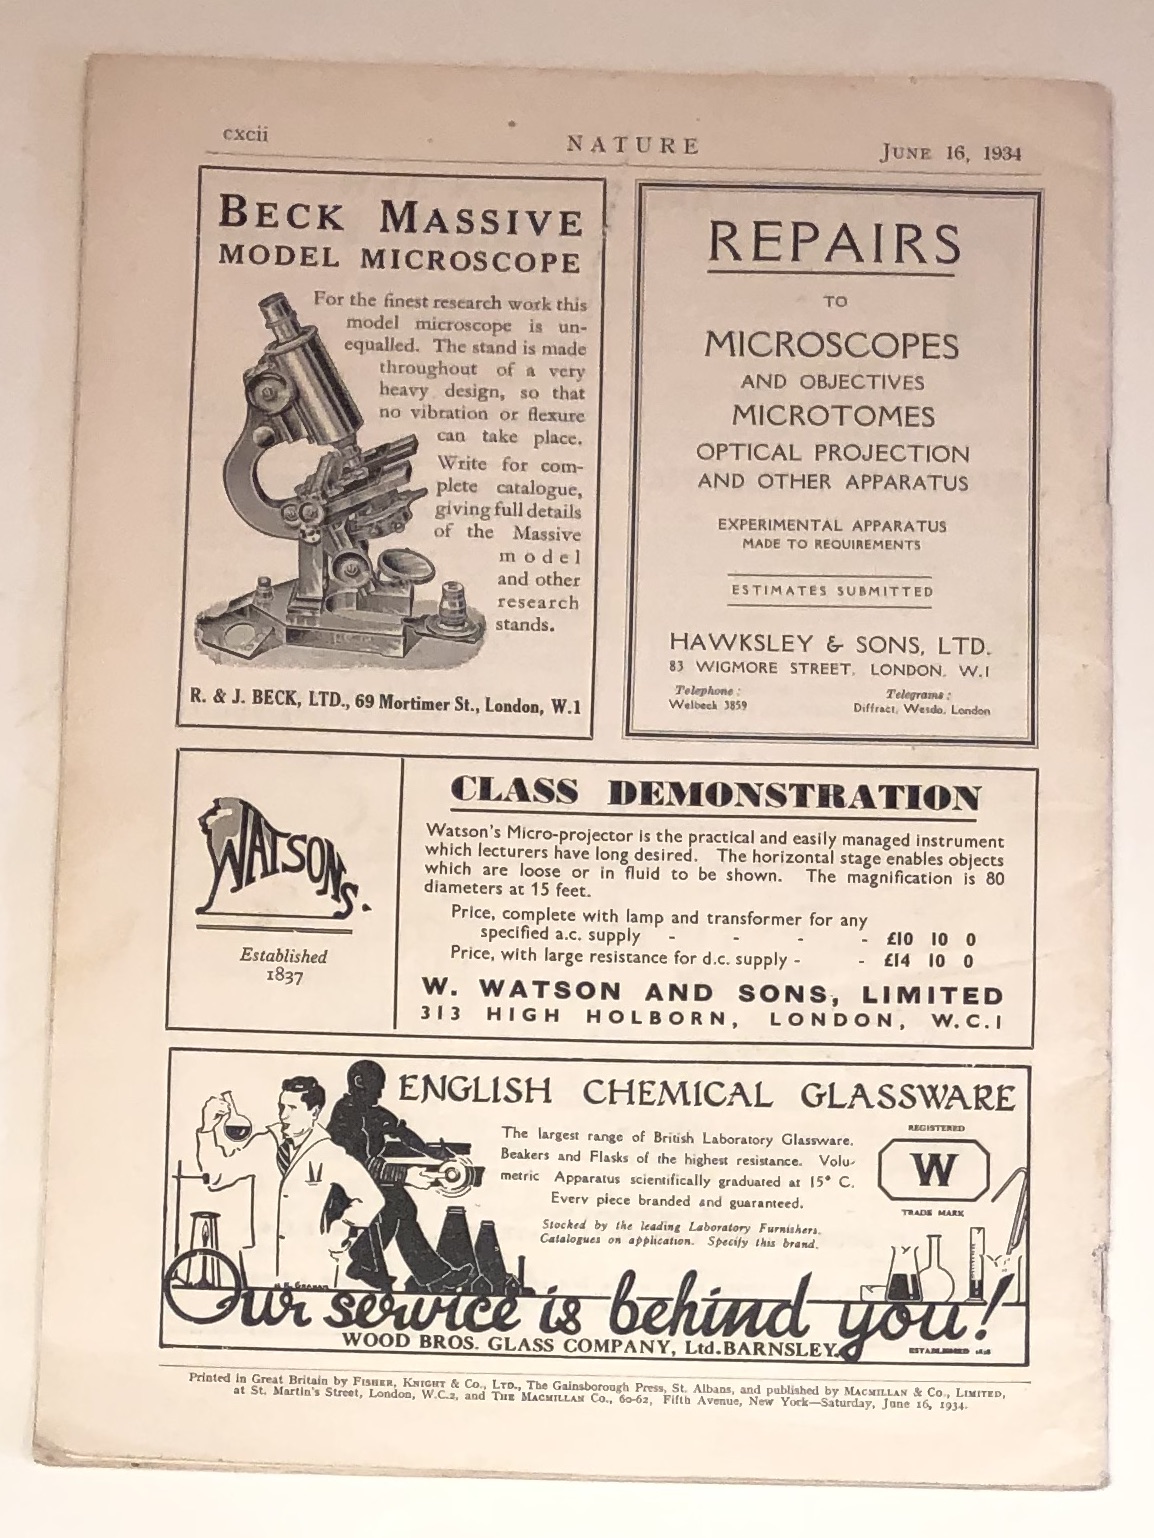 cxcii
NATURE
JUNE 16, 1934
BECK MASSIVE
MODEL MICROSCOPE
For the finest research work this
model microscope is un-
equalled. The stand is made
throughout of a very
heavy design, so that
no vibration or flexure
can take place.
Write for com-
plete catalogue,
giving full details
of the Massive
model
and other
research
stands.
R. & J. BECK, LTD., 69 Mortimer St., London, W.1
REPAIRS
TO
MICROSCOPES
AND OBJECTIVES
MICROTOMES
OPTICAL PROJECTION
AND OTHER APPARATUS
EXPERIMENTAL APPARATUS
MADE TO REQUIREMENTS
ESTIMATES SUBMITTED
HAWKSLEY & SONS, LTD.
83 WIGMORE STREET, LONDON, W.1
Telephone:
Welbeck 3859
Telegrams:
Diffract, Wesdo, London
WATSONS.
Established
1837
CLASS DEMONSTRATION
Watson's Micro-projector is the practical and easily managed instrument
which lecturers have long desired. The horizontal stage enables objects
which are loose or in fluid to be shown. The magnification is 80
diameters at 15 feet.
Price, complete with lamp and transformer for any
specified a.c. supply - - - - £10 10 0
Price, with large resistance for d.c. supply - - £14 10 0
W. WATSON AND SONS, LIMITED
313 HIGH HOLBORN, LONDON, W.C.1
ENGLISH CHEMICAL GLASSWARE
The largest range of British Laboratory Glassware.
Beakers and Flasks of the highest resistance. Volu-
metric Apparatus scientifically graduated at 15° C.
Every piece branded and guaranteed.
Stocked by the leading Laboratory Furnishers.
Catalogues on application. Specify this brand.
REGISTERED
W
TRADE MARK
Our service is behind you!
WOOD BROS. GLASS COMPANY, Ltd. BARNSLEY.
ESTABLISHED
Printed in Great Britain by FISHER, KNIGHT & Co., LTD., The Gainsborough Press, St. Albans, and published by MACMILLAN & Co., LIMITED,
at St. Martin's Street, London, W.C.2, and THE MACMILLAN Co., 60-62, Fifth Avenue, New York—Saturday, June 16, 1934.